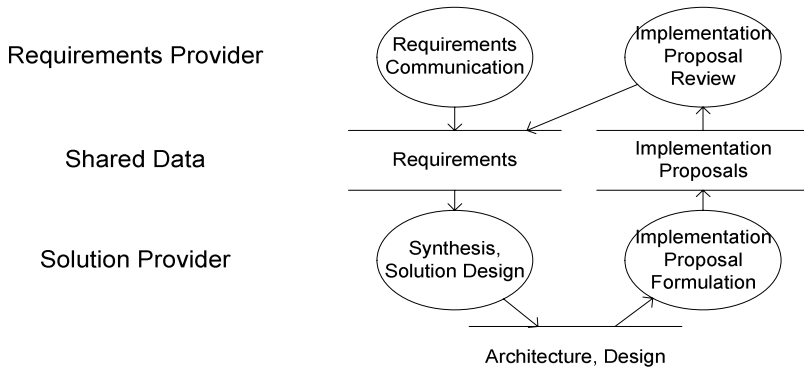 Requirements Provider
Requirements
Communication
Implementation
Proposal
Review
Shared Data
Requirements
Implementation
Proposals
Solution Provider
Synthesis,
Solution Design
Implementation
Proposal
Formulation
Architecture, Design